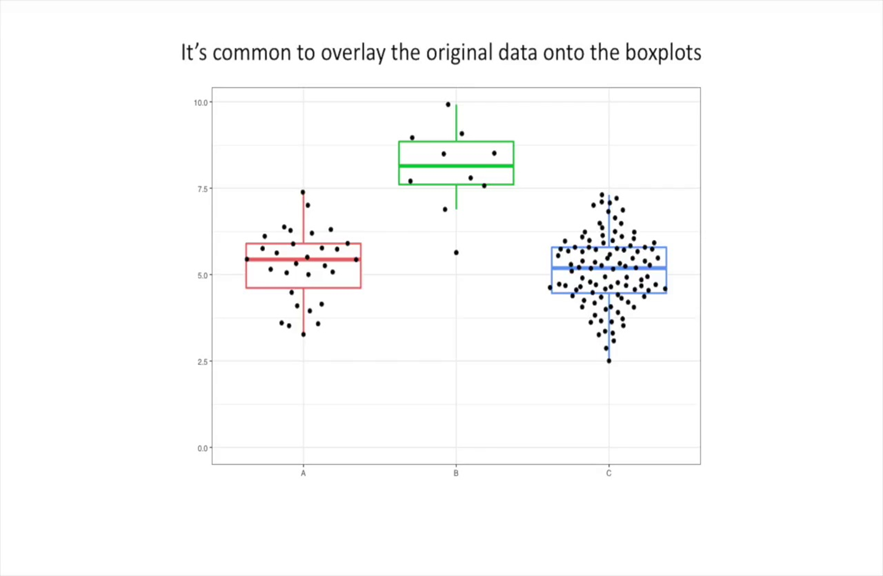 It’s common to overlay the original data onto the boxplots
10.0
7.5
5.0
2.5
0.0
A B C